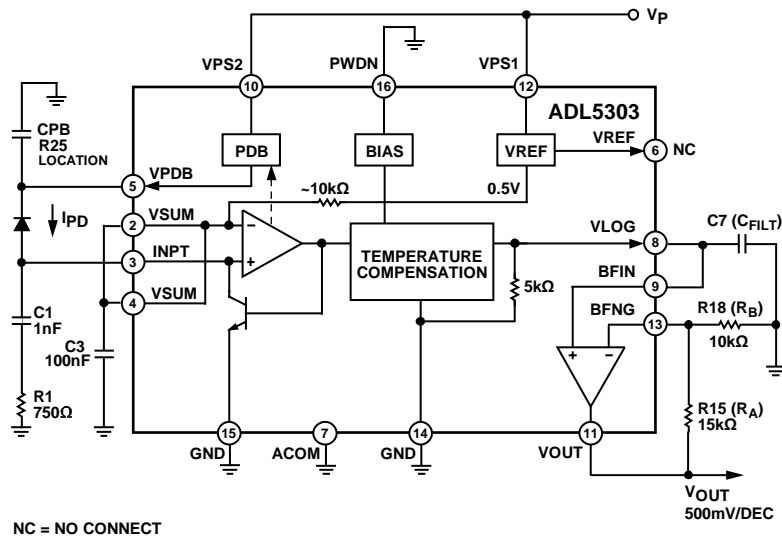 VP
VPS2
PWDN
VPS1
10
16
12
ADL5303
CPB
R25
LOCATION
PDB
BIAS
VREF
VREF
6
NC
VPDB
5
~10kΩ
0.5V
IPD
VSUM
2
VLOG
8
C7 (CFILT)
INPT
3
TEMPERATURE
COMPENSATION
BFIN
9
4
VSUM
5kΩ
BFNG
13
R18 (RB)
10kΩ
C1
1nF
C3
100nF
R1
750Ω
R15 (RA)
15kΩ
15
7
14
11
GND
ACOM
GND
VOUT
VOUT
500mV/DEC
NC = NO CONNECT